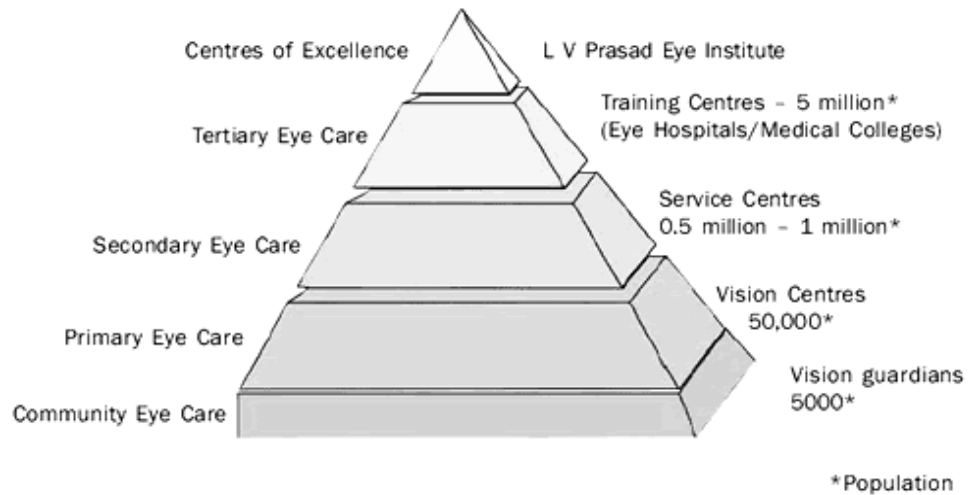 Centres of Excellence
L V Prasad Eye Institute
Tertiary Eye Care
Training Centres – 5 million*
(Eye Hospitals/Medical Colleges)
Secondary Eye Care
Service Centres
0.5 million – 1 million*
Primary Eye Care
Vision Centres
50,000*
Community Eye Care
Vision guardians
5000*
*Population